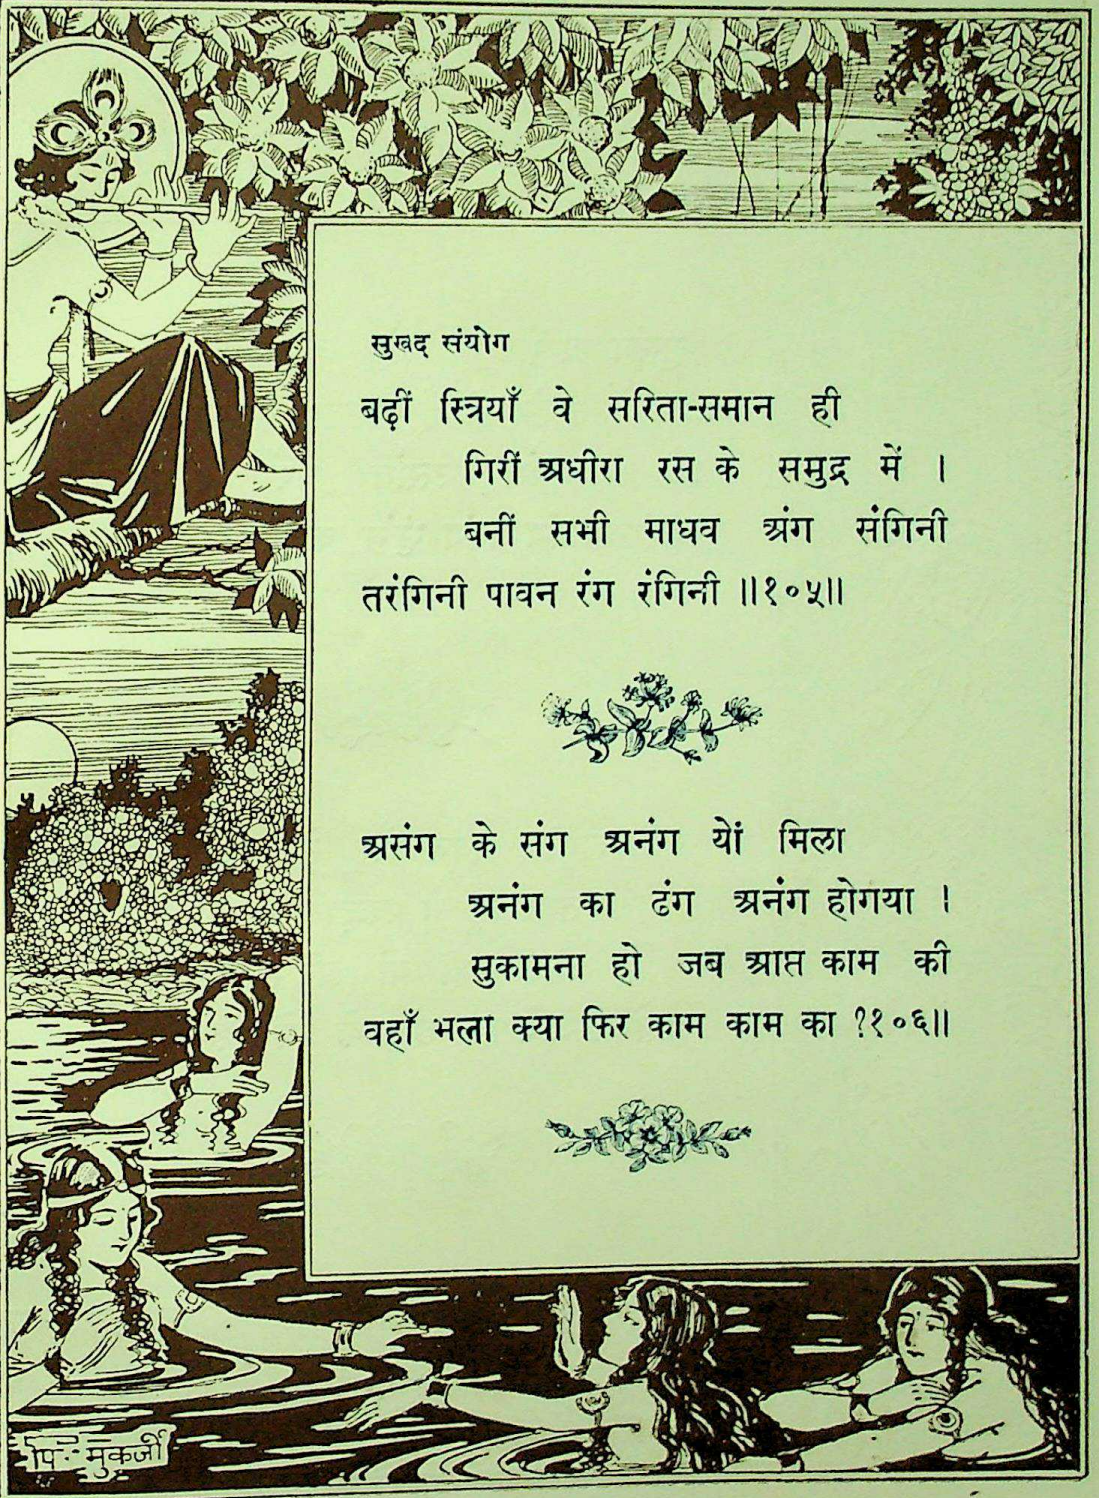 सुखद संयोग
बढ़ीं स्त्रियाँ वे सरिता-समान ही
गिरीं अधीरा रस के समुद्र में ।
बनीं सभी माधव अंग संगिनी
तरंगिनी पावन रंग रंगिनी ॥१०५॥
असंग के संग अनंग यों मिला
अनंग का ढंग अनंग होगया ।
सुकामना हो जब आप्त काम की
वहाँ भला क्या फिर काम काम का ?१०६॥
पि. मुकर्जी